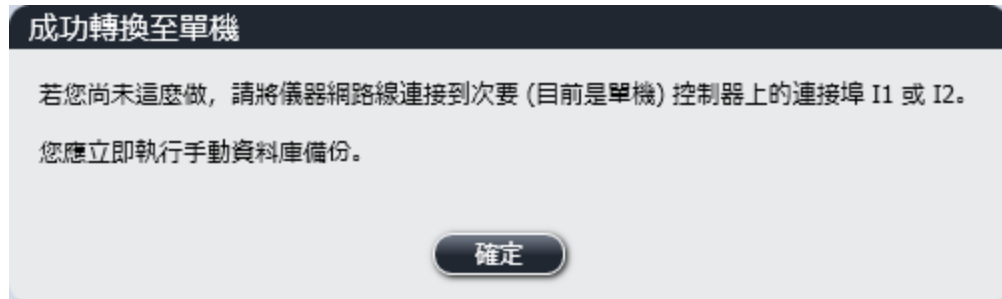 成功轉換至單機
若您尚未這麼做，請將儀器網路線連接到次要 (目前是單機) 控制器上的連接埠 I1 或 I2。
您應立即執行手動資料庫備份。
確定